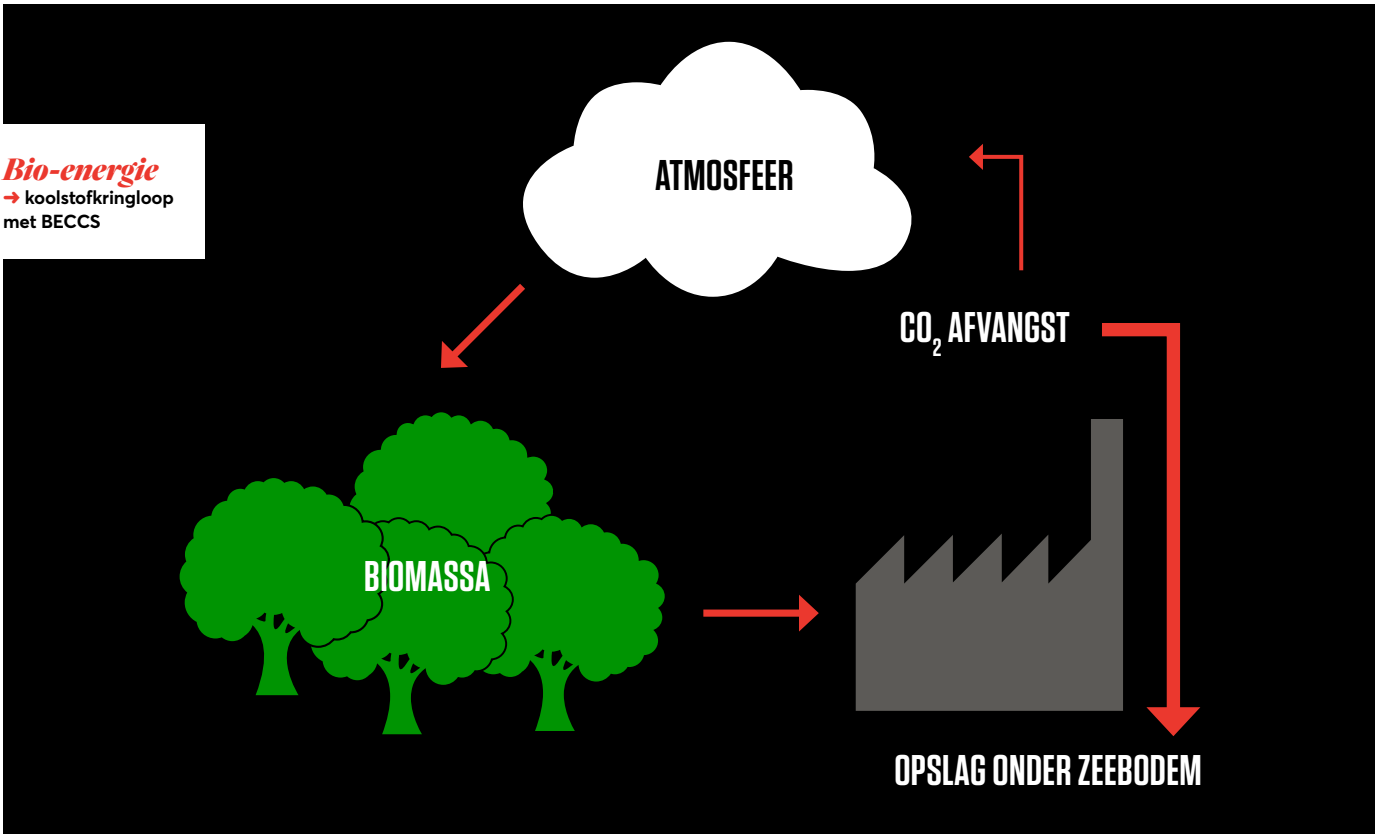 Bio-energie
→ koolstofkringloop
met BECCS
ATMOSFEER
CO₂ AFVANGST
BIOMASSA
OPSLAG ONDER ZEEBODEM